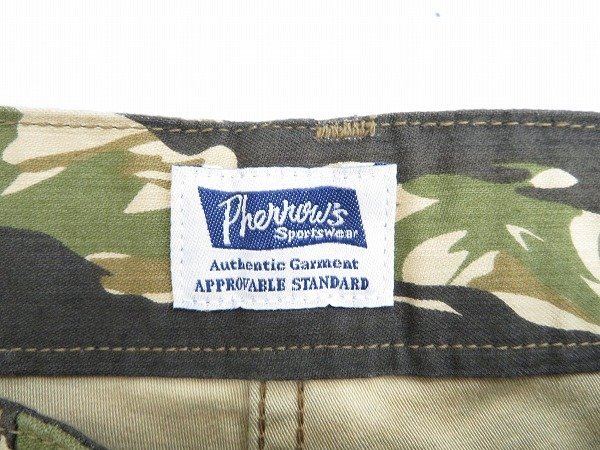 Pherrow's
Sportswear
Authentic Garment
APPROVABLE STANDARD